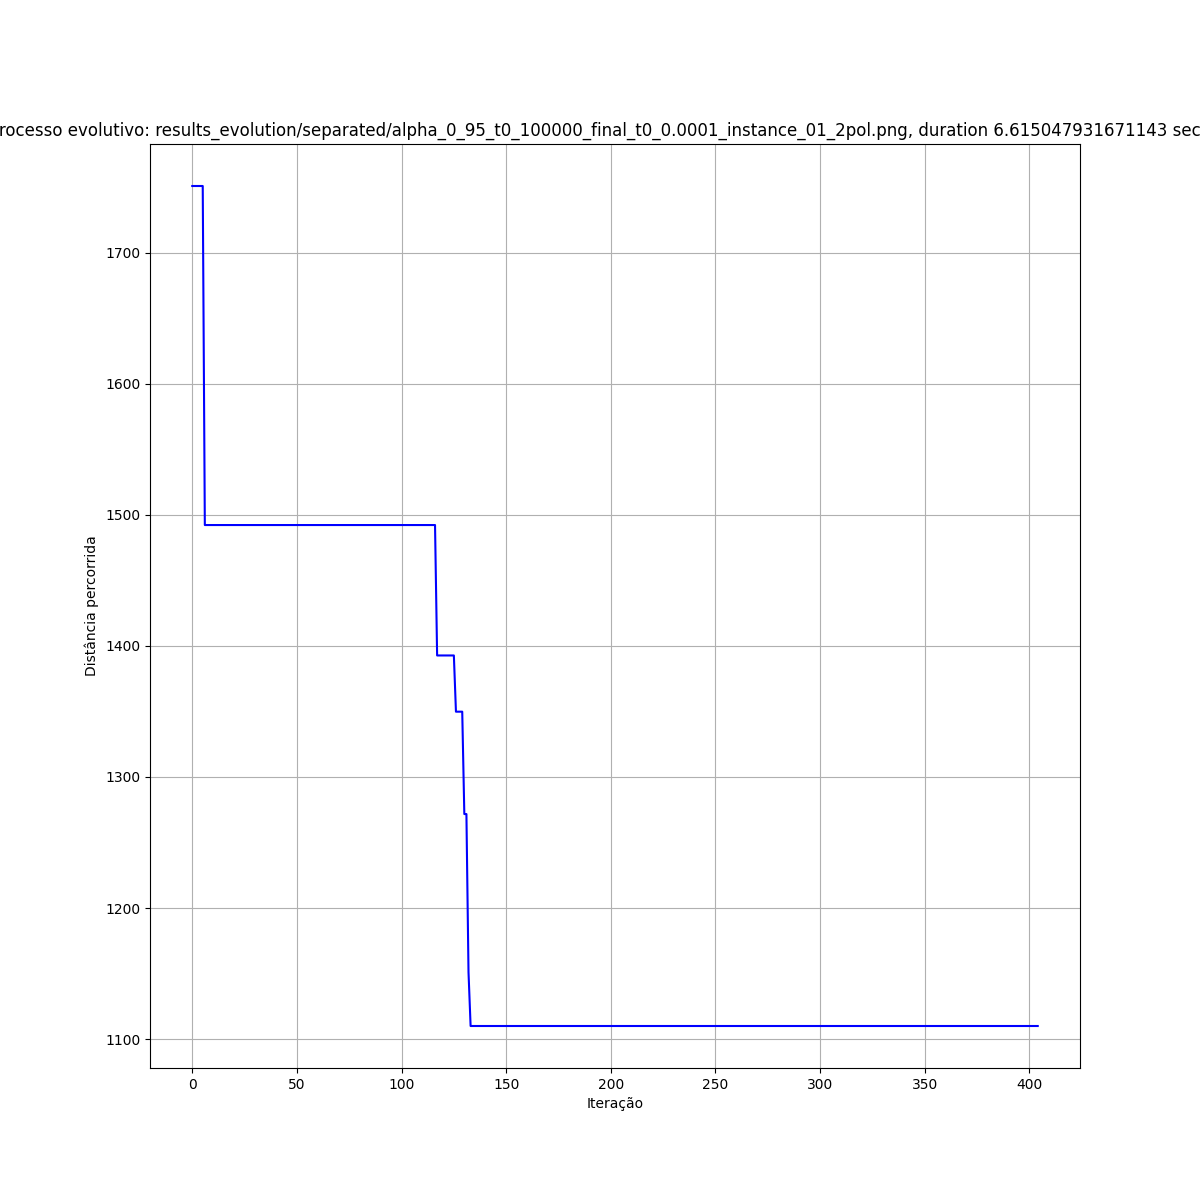 rocesso evolutivo: results_evolution/separated/alpha_0_95_t0_100000_final_t0_0.0001_instance_01_2pol.png, duration 6.615047931671143 sec
1700
1600
1500
1400
1300
1200
1100
Distância percorrida
0 50 100 150 200 250 300 350 400
Iteração